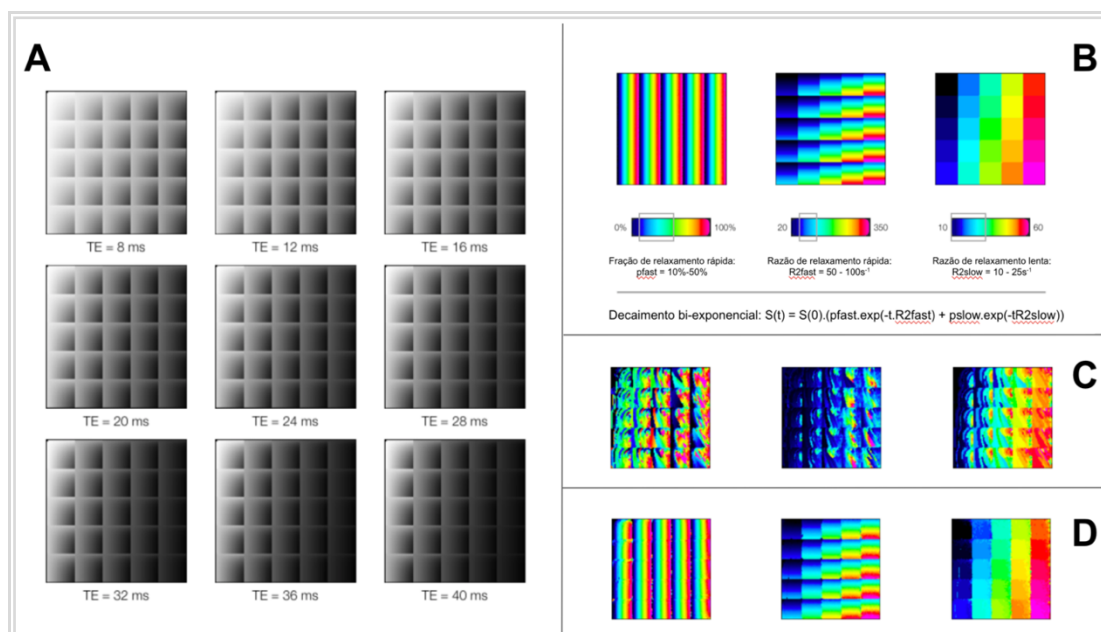 A
TE = 8 ms
TE = 12 ms
TE = 16 ms
TE = 20 ms
TE = 24 ms
TE = 28 ms
TE = 32 ms
TE = 36 ms
TE = 40 ms
B
0%
100%
20
350
10
60
Fração de relaxamento rápida:
pfast = 10%-50%
Razão de relaxamento rápida:
R2fast = 50 - 100s⁻¹
Razão de relaxamento lenta:
R2slow = 10 - 25s⁻¹
Decaimento bi-exponencial: S(t) = S(0).(pfast.exp(-t.R2fast) + pslow.exp(-tR2slow))
C
D